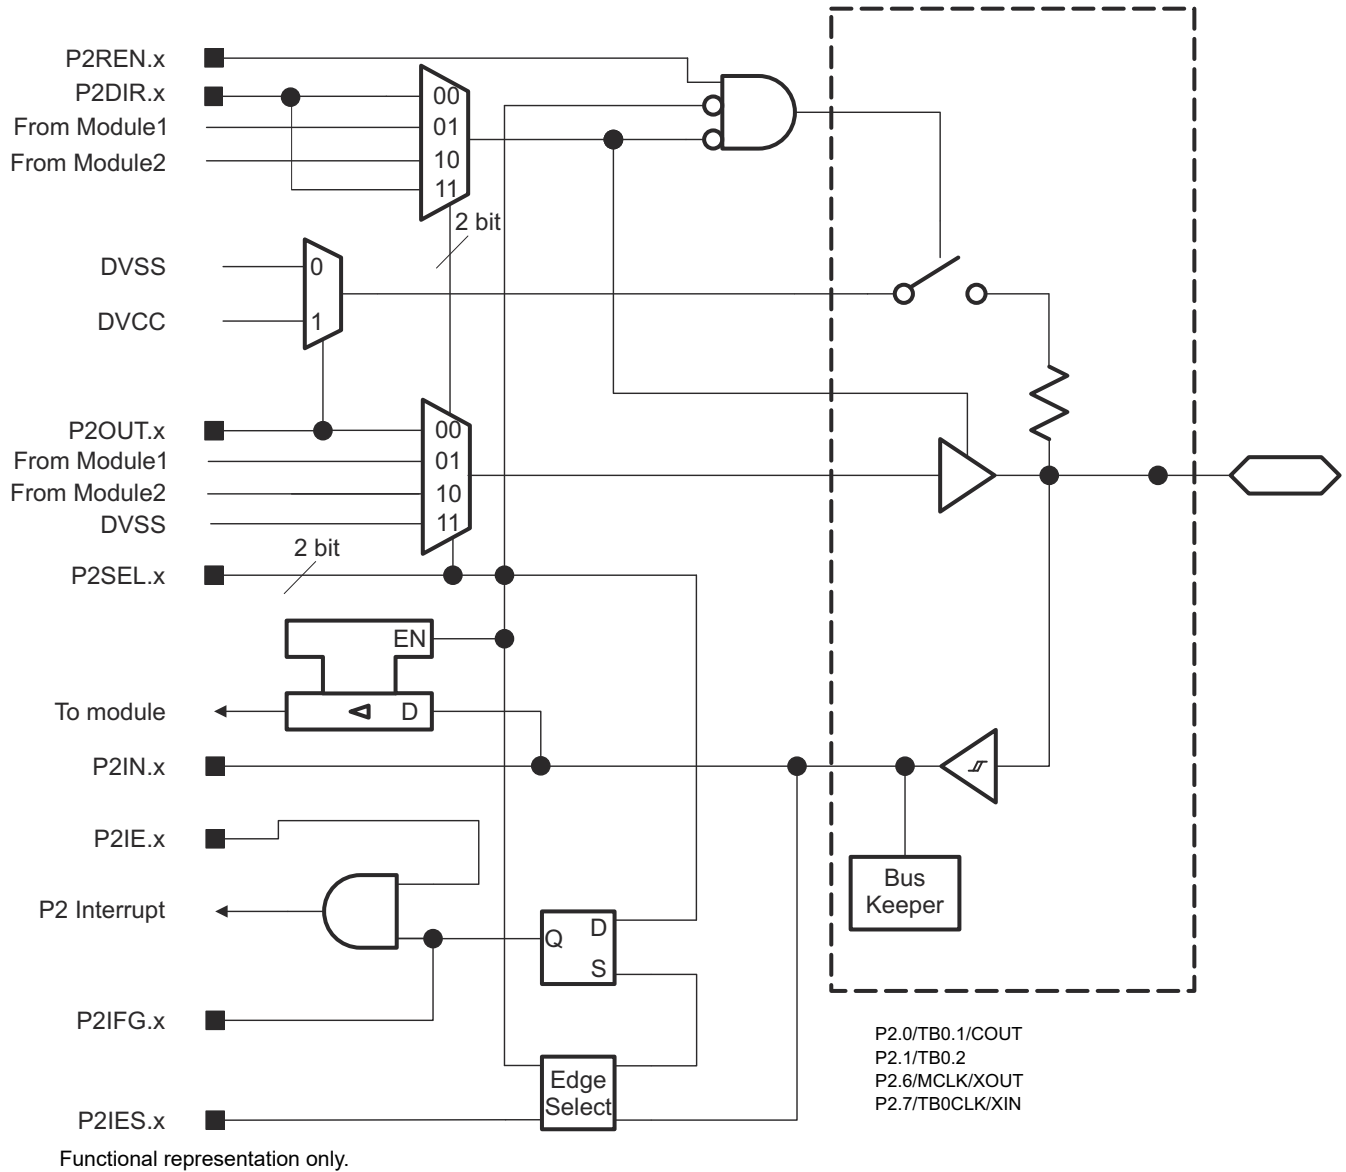 P2REN.x
P2DIR.x
00
From Module1
01
From Module2
10
11
2 bit
DVSS
0
DVCC
1
P2OUT.x
00
From Module1
01
From Module2
10
DVSS
11
2 bit
P2SEL.x
EN
To module
D
P2IN.x
P2IE.x
Bus
Keeper
P2 Interrupt
Q
D
S
P2IFG.x
P2.0/TB0.1/COUT
P2.1/TB0.2
P2.6/MCLK/XOUT
P2.7/TB0CLK/XIN
Edge
Select
P2IES.x
Functional representation only.